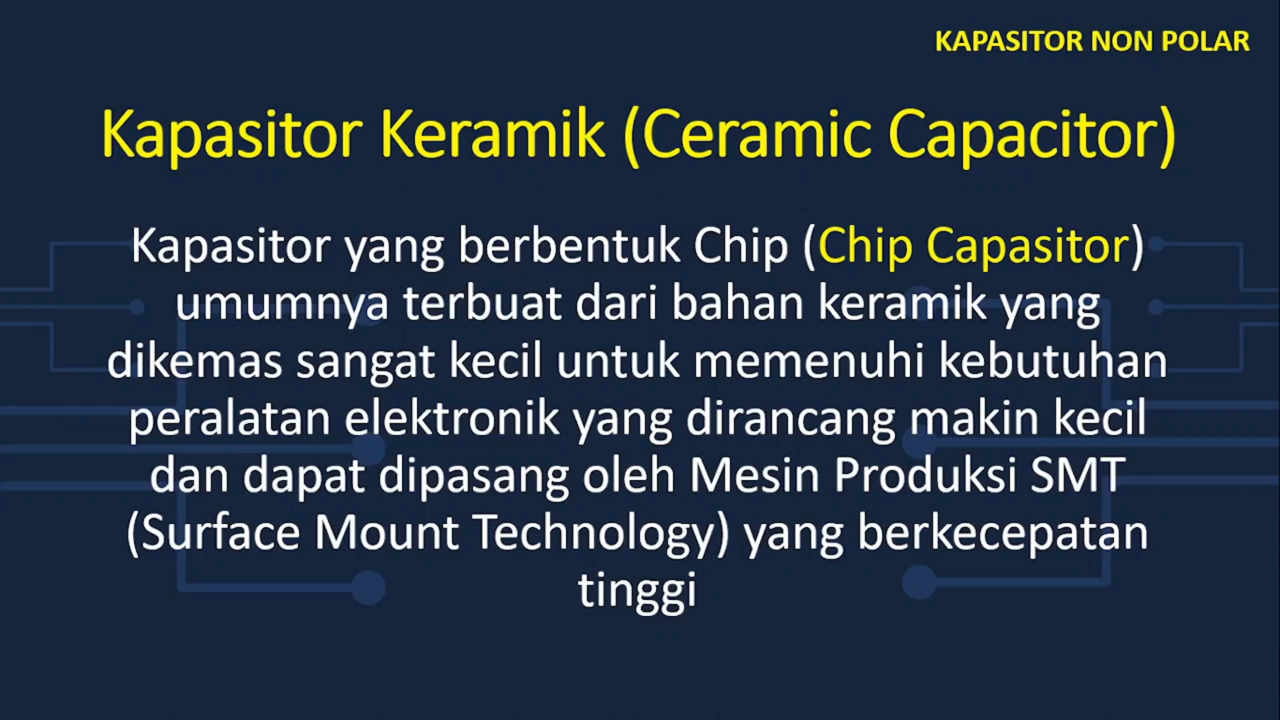 KAPASITOR NON POLAR
Kapasitor Keramik (Ceramic Capacitor)
Kapasitor yang berbentuk Chip (Chip Capasitor)
umumnya terbuat dari bahan keramik yang
dikemas sangat kecil untuk memenuhi kebutuhan
peralatan elektronik yang dirancang makin kecil
dan dapat dipasang oleh Mesin Produksi SMT
(Surface Mount Technology) yang berkecepatan
tinggi